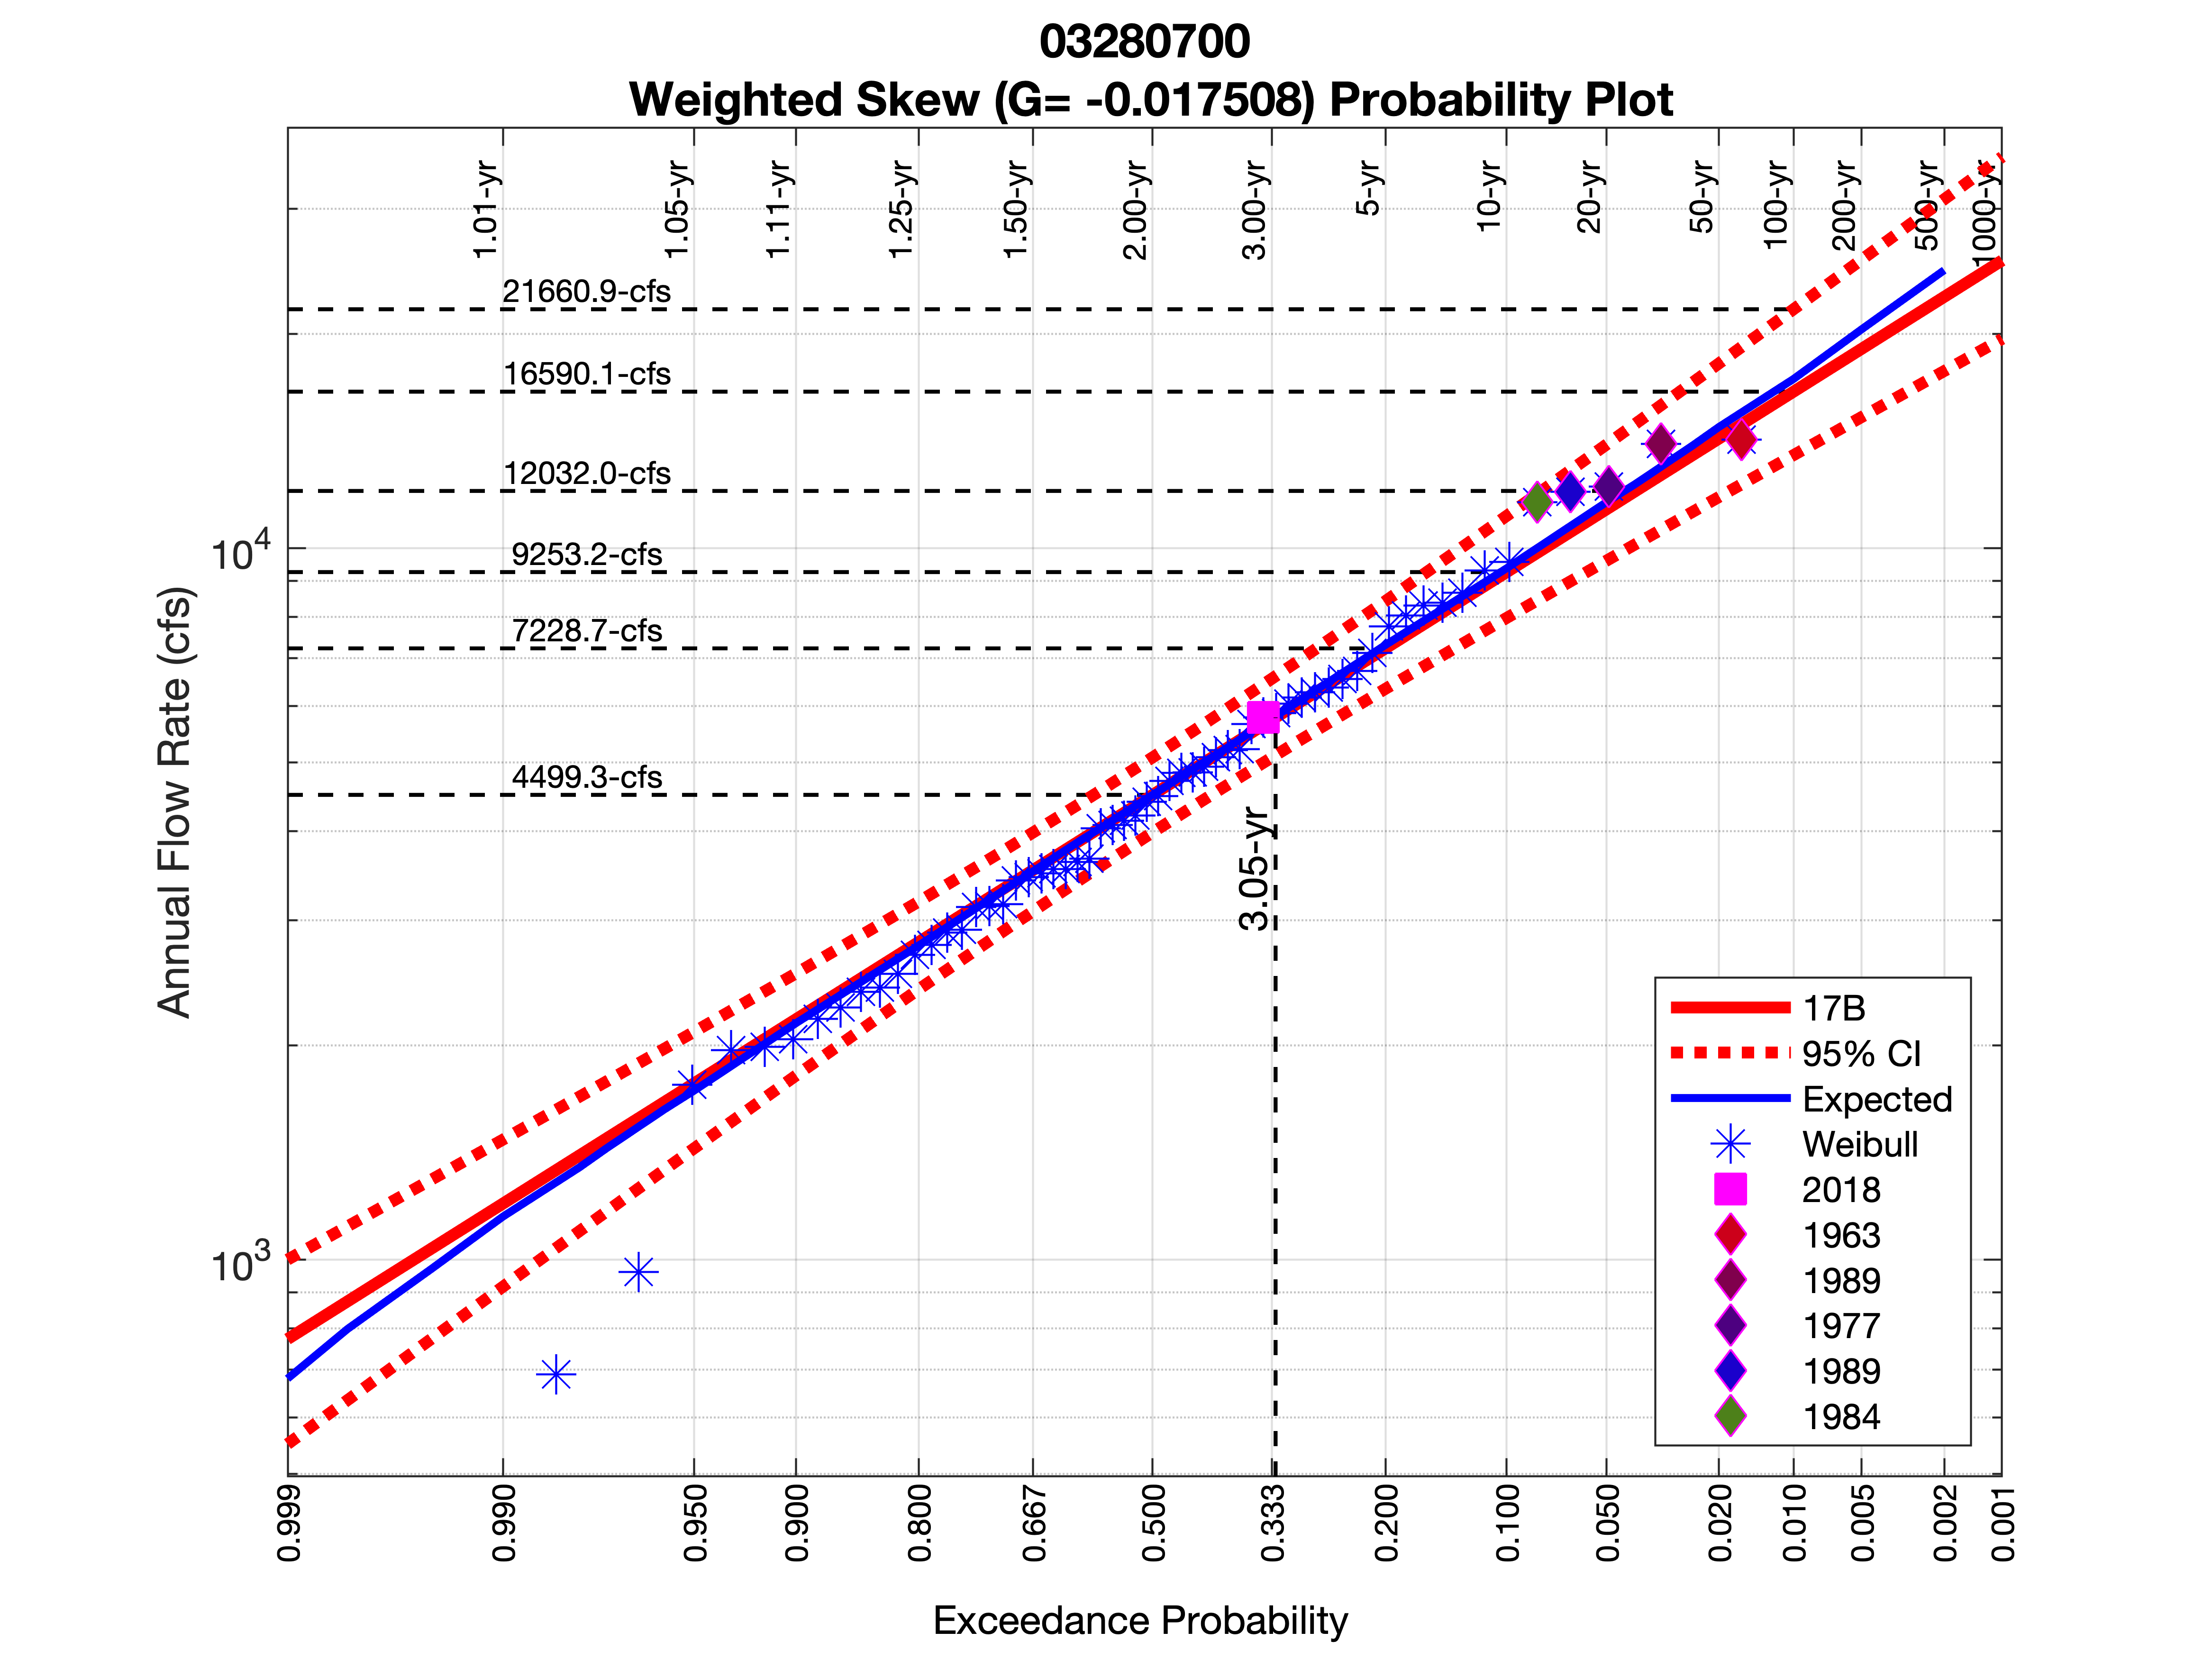 03280700
Weighted Skew (G= -0.017508) Probability Plot
1.01-yr
1.05-yr
1.11-yr
1.25-yr
1.50-yr
2.00-yr
3.00-yr
5-yr
10-yr
20-yr
50-yr
100-yr
200-yr
500-yr
1000-yr
21660.9-cfs
16590.1-cfs
12032.0-cfs
9253.2-cfs
7228.7-cfs
4499.3-cfs
3.05-yr
10^4
10^3
Annual Flow Rate (cfs)
17B
95% CI
Expected
Weibull
2018
1963
1989
1977
1989
1984
0.999
0.990
0.950
0.900
0.800
0.667
0.500
0.333
0.200
0.100
0.050
0.020
0.010
0.005
0.002
0.001
Exceedance Probability